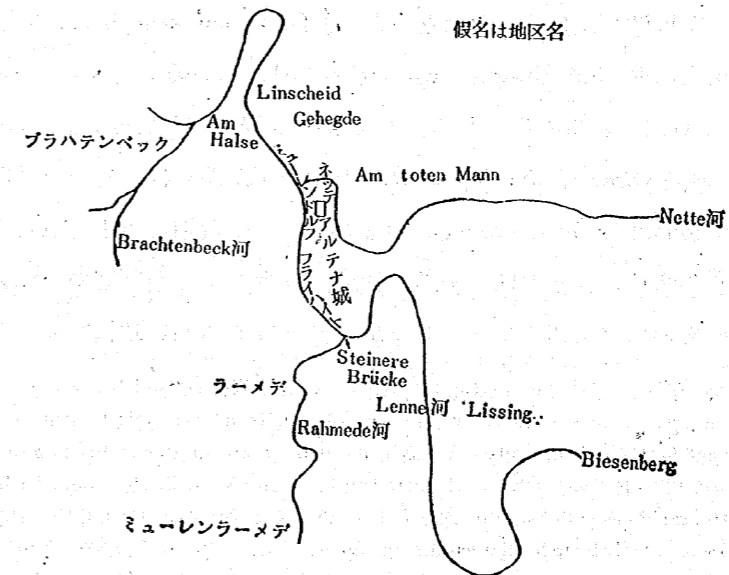 假名は地区名
Linscheid
Gehegde
Am
Halse
ブラハテンベック
Am toten Mann
ネッテ
Nette河
Brachtenbeck河
アルテナ城
フライハイト
Steinere
Brücke
ラーメデ
Lenne河
Lissing
Rahmede河
Biesenberg
ミューレンラーメデ